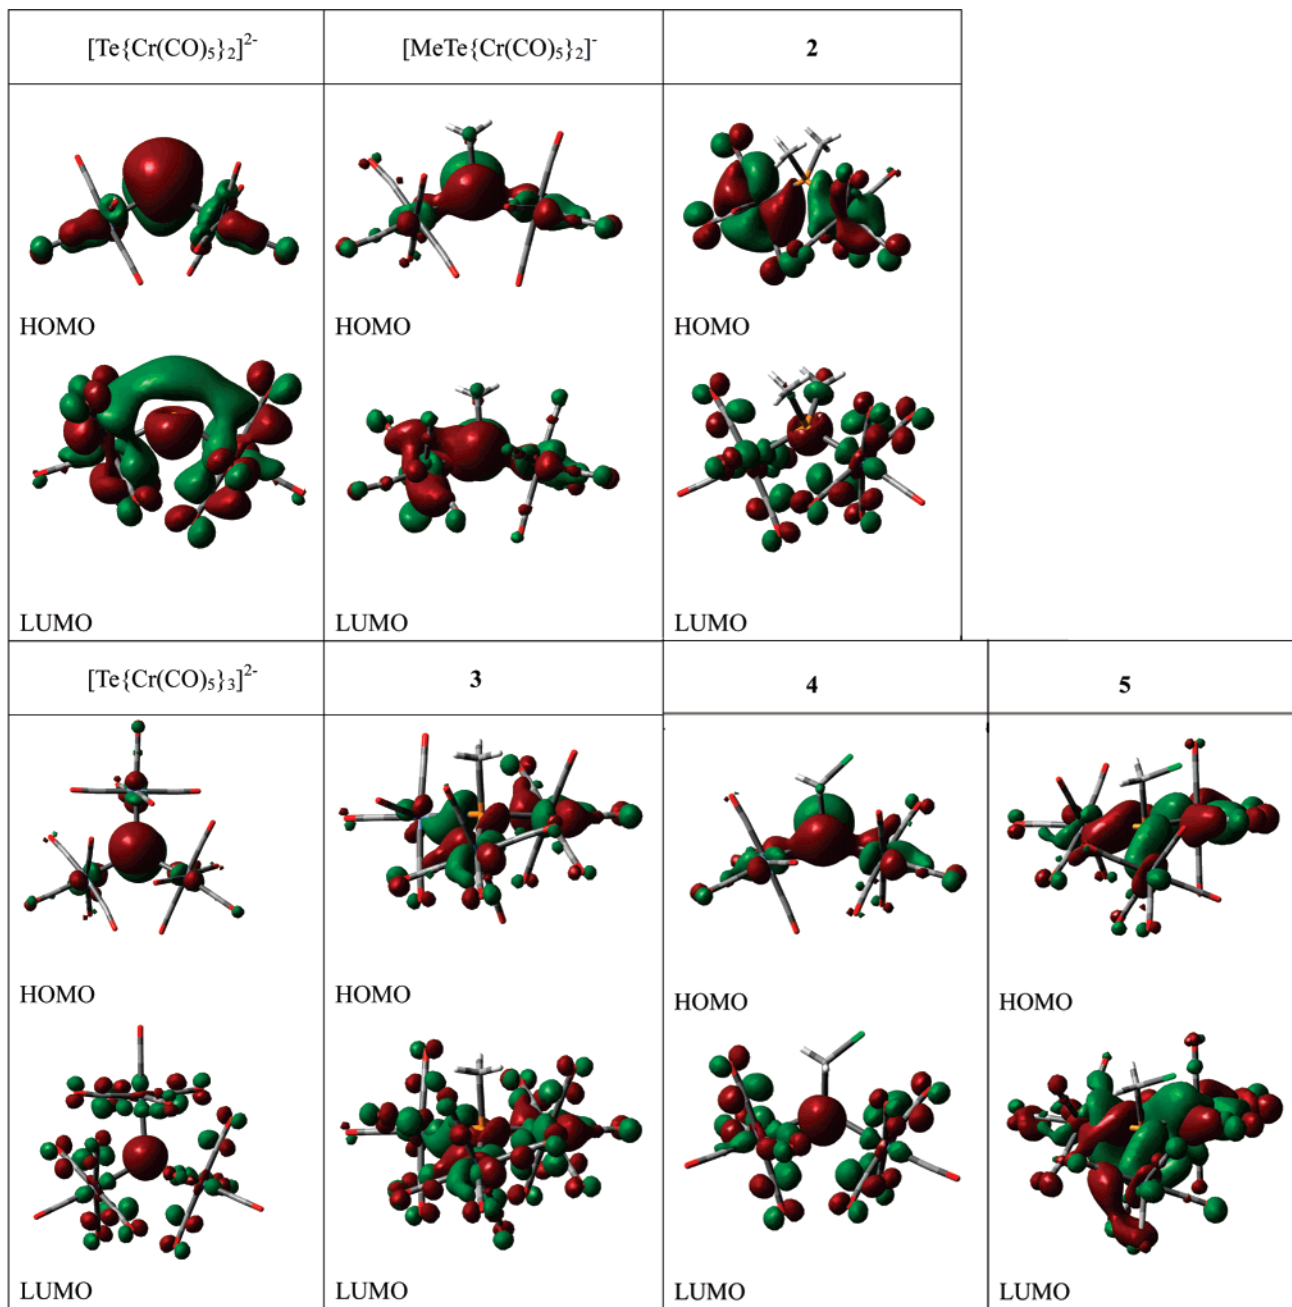 [Te{Cr(CO)₅}₂]²⁻ [MeTe{Cr(CO)₅}₂]⁻ 2
HOMO HOMO HOMO
LUMO LUMO LUMO
[Te{Cr(CO)₅}₃]²⁻ 3 4 5
HOMO HOMO HOMO HOMO
LUMO LUMO LUMO LUMO